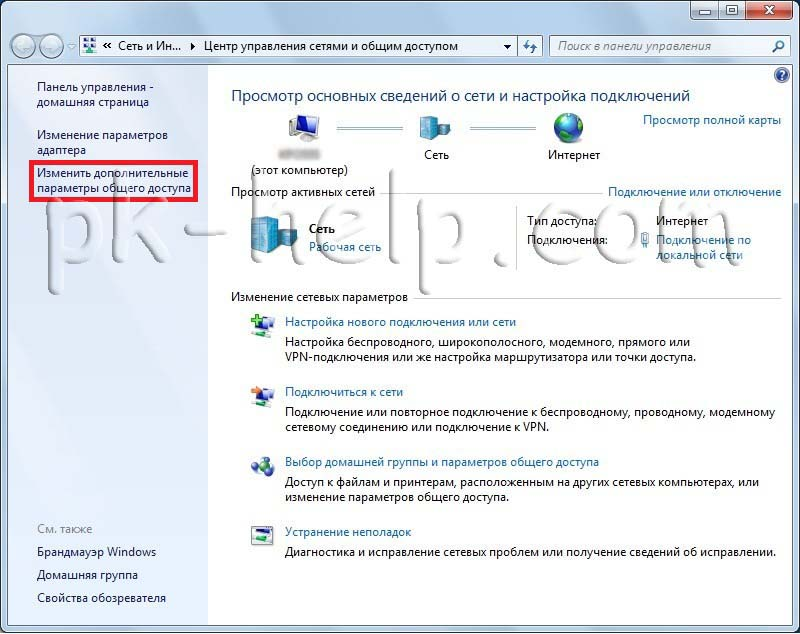 Сеть и Ин... Центр управления сетями и общим доступом
Поиск в панели управления
Панель управления -
домашняя страница
Изменение параметров
адаптера
Изменить дополнительные
параметры общего доступа
См. также
Брандмауэр Windows
Домашняя группа
Свойства обозревателя
Просмотр основных сведений о сети и настройка подключений
(этот компьютер)
Сеть
Интернет
Просмотр полной карты
Просмотр активных сетей
Подключение или отключение
Сеть
Рабочая сеть
Тип доступа: Интернет
Подключения: Подключение по
локальной сети
Изменение сетевых параметров
Настройка нового подключения или сети
Настройка беспроводного, широкополосного, модемного, прямого или
VPN-подключения или же настройка маршрутизатора или точки доступа.
Подключиться к сети
Подключение или повторное подключение к беспроводному, проводному, модемному
сетевому соединению или подключение к VPN.
Выбор домашней группы и параметров общего доступа
Доступ к файлам и принтерам, расположенным на других сетевых компьютерах, или
изменение параметров общего доступа.
Устранение неполадок
Диагностика и исправление сетевых проблем или получение сведений об исправлении.
pk-help.com